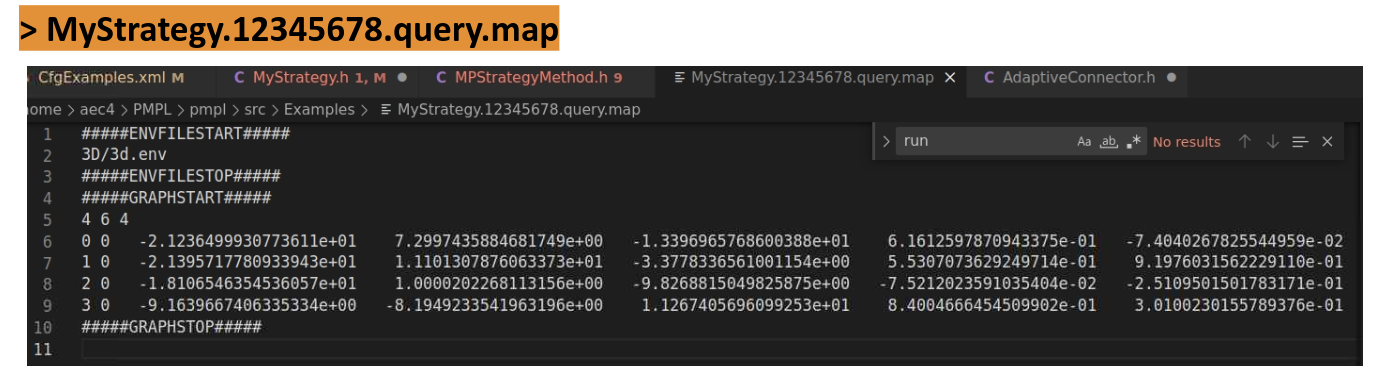 > MyStrategy.12345678.query.map
CfgExamples.xml M C MyStrategy.h 1, M ● C MPStrategyMethod.h 9 MyStrategy.12345678.query.map × C AdaptiveConnector.h ●
ome > aec4 > PMPL > pmpl > src > Examples > MyStrategy.12345678.query.map
> run Aa ab, .* No results ↑ ↓ ×
1 #####ENVFILESTART#####
2 3D/3d.env
3 #####ENVFILESTOP#####
4 #####GRAPHSTART#####
5 4 6 4
6 0 0 -2.1236499930773611e+01 7.2997435884681749e+00 -1.3396965768600388e+01 6.1612597870943375e-01 -7.4040267825544959e-02
7 1 0 -2.1395717780933943e+01 1.1101307876063373e+01 -3.3778336561001154e+00 5.5307073629249714e-01 9.1976031562229110e-01
8 2 0 -1.8106546354536057e+01 1.0000202268113156e+00 -9.8268815049825875e+00 -7.5212023591035404e-02 -2.5109501501783171e-01
9 3 0 -9.1639667406335334e+00 -8.1949233541963196e+00 1.1267405696099253e+01 8.4004666454509902e-01 3.0100230155789376e-01
10 #####GRAPHSTOP#####
11